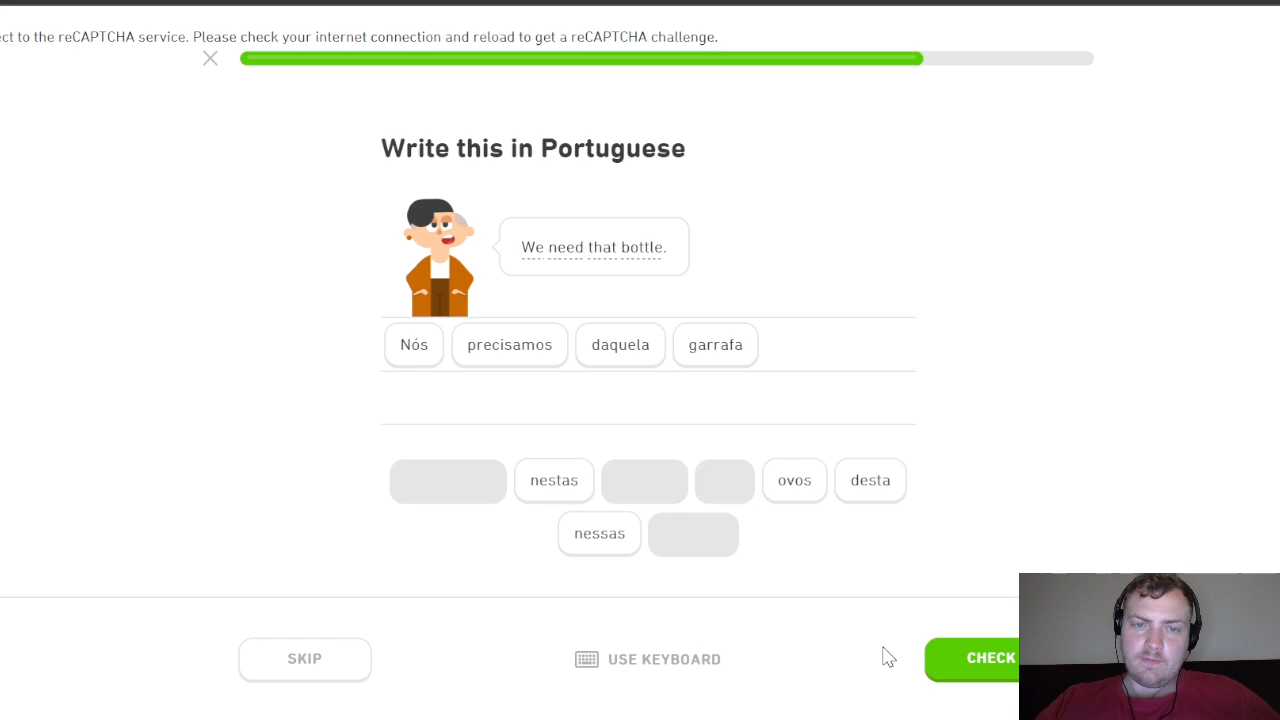 ct to the reCAPTCHA service. Please check your internet connection and reload to get a reCAPTCHA challenge.
Write this in Portuguese
We need that bottle.
Nós precisamos daquela garrafa
nestas ovos desta
nessas
SKIP USE KEYBOARD CHECK